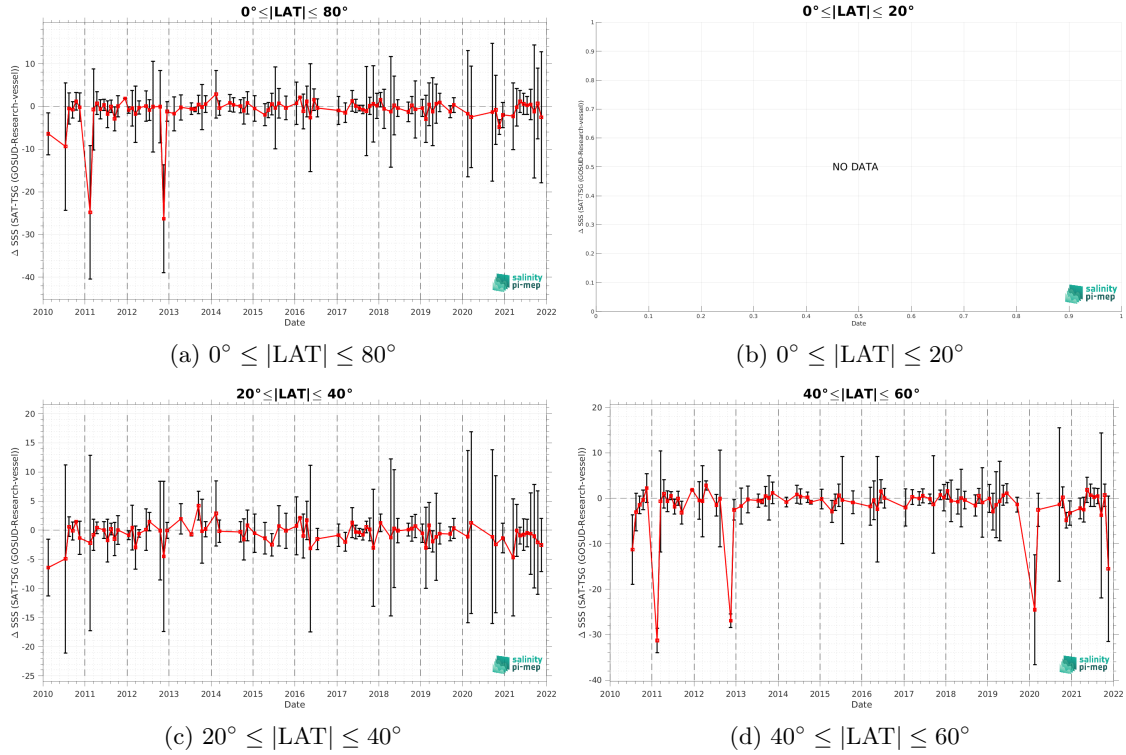 0°≤|LAT|≤ 80°
Δ SSS (SAT-TSG (GOSUD-Research-vessel))
10
0
-10
-20
-30
-40
2010 2011 2012 2013 2014 2015 2016 2017 2018 2019 2020 2021 2022
Date
salinity
pi-mep
(a) 0° ≤ |LAT| ≤ 80°
0°≤|LAT|≤ 20°
Δ SSS (SAT-TSG (GOSUD-Research-vessel))
1
0.9
0.8
0.7
0.6
0.5
0.4
0.3
0.2
0.1
0
NO DATA
0 0.1 0.2 0.3 0.4 0.5 0.6 0.7 0.8 0.9 1
Date
salinity
pi-mep
(b) 0° ≤ |LAT| ≤ 20°
20°≤|LAT|≤ 40°
Δ SSS (SAT-TSG (GOSUD-Research-vessel))
20
15
10
5
0
-5
-10
-15
-20
-25
2010 2011 2012 2013 2014 2015 2016 2017 2018 2019 2020 2021 2022
Date
salinity
pi-mep
(c) 20° ≤ |LAT| ≤ 40°
40°≤|LAT|≤ 60°
Δ SSS (SAT-TSG (GOSUD-Research-vessel))
20
10
0
-10
-20
-30
-40
2010 2011 2012 2013 2014 2015 2016 2017 2018 2019 2020 2021 2022
Date
salinity
pi-mep
(d) 40° ≤ |LAT| ≤ 60°